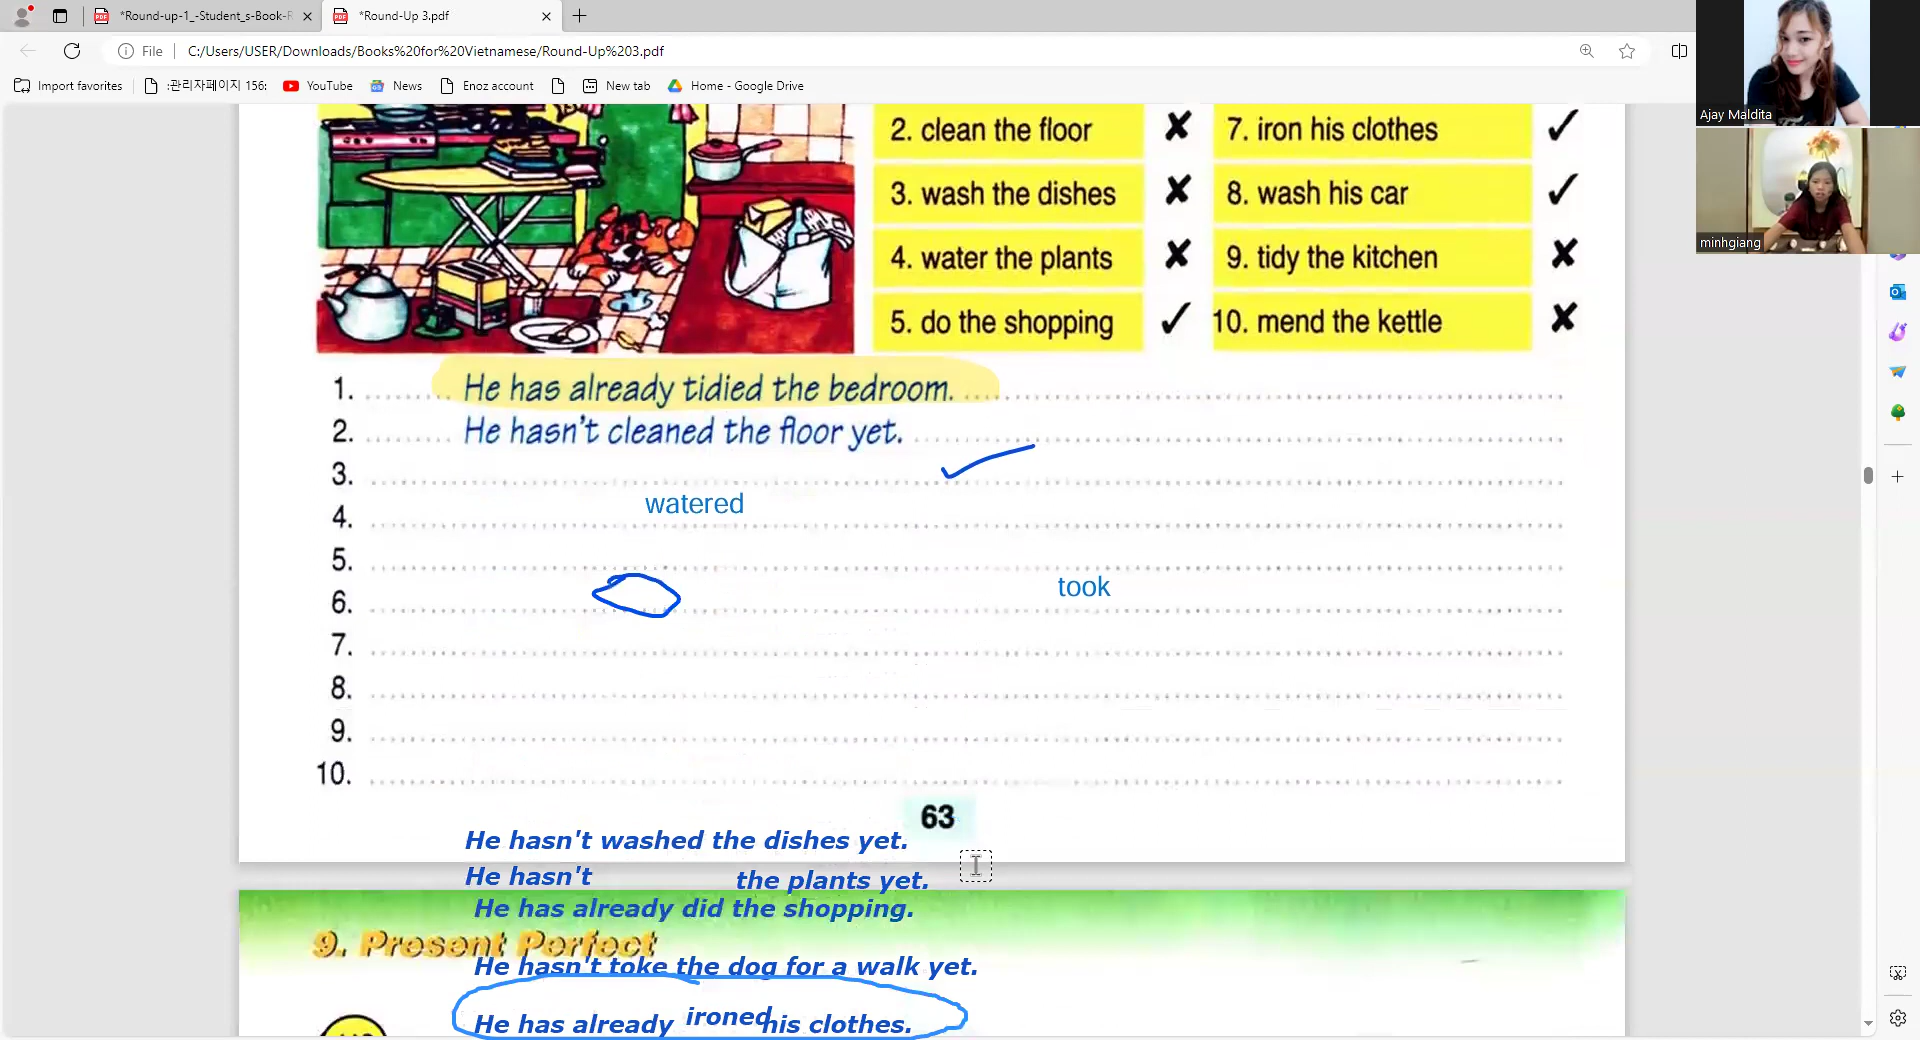 *Round-up-1_-Student_s-Book-R
*Round-Up 3.pdf
File
C:/Users/USER/Downloads/Books%20for%20Vietnamese/Round-Up%203.pdf
Import favorites
:관리자페이지 156:
YouTube
News
Enoz account
New tab
Home - Google Drive
Ajay Maldita
minhgiang
2. clean the floor ✘ 7. iron his clothes ✓
3. wash the dishes ✘ 8. wash his car ✓
4. water the plants ✘ 9. tidy the kitchen ✘
5. do the shopping ✓ 10. mend the kettle ✘
1. He has already tidied the bedroom.
2. He hasn't cleaned the floor yet.
3.
watered
4.
5.
took
6.
7.
8.
9.
10.
63
He hasn't washed the dishes yet.
He hasn't the plants yet.
He has already did the shopping.
9. Present Perfect
He hasn't toke the dog for a walk yet.
He has already ironed his clothes.